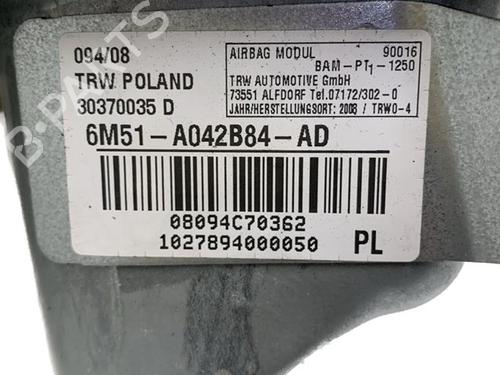 094/08
TRW POLAND
30370035 D
AIRBAG MODUL 90016
BAM-PT1-1250
TRW AUTOMOTIVE GmbH
73551 ALFDORF Tel.07172/302-0
JAHR/HERSTELLUNGSORT: 2008 / TRWO-4
6M51-A042B84-AD
08094C70362
1027894000050 PL
B-PARTS